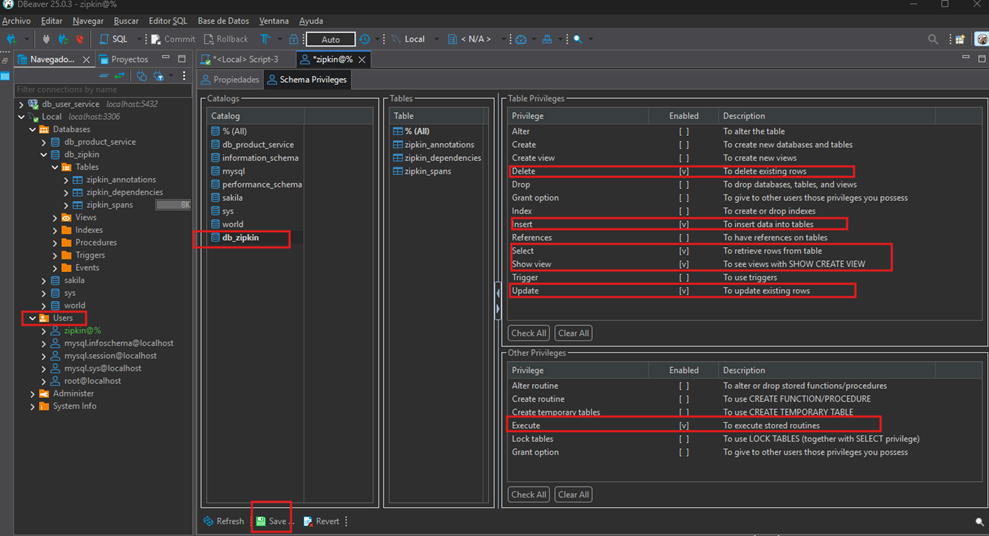 DBeaver 25.0.3 - zipkin@%
Archivo Editar Navegar Buscar Editor SQL Base de Datos Ventana Ayuda
SQL Commit Rollback T Auto Local < N/A >
Navegador... Proyectos *<Local> Script-3 *zipkin@%
Filter connections by name
db_user_service localhost:5432
Local localhost:3306
Databases
db_product_service
db_zipkin
Tables
zipkin_annotations
zipkin_dependencies
zipkin_spans 8K
Views
Indexes
Procedures
Triggers
Events
sakila
sys
world
Users
zipkin@%
mysql.infoschema@localhost
mysql.session@localhost
mysql.sys@localhost
root@localhost
Administer
System Info
Propiedades Schema Privileges
Catalogs
Catalog
% (All)
db_product_service
information_schema
mysql
performance_schema
sakila
sys
world
db_zipkin
Tables
Table
% (All)
zipkin_annotations
zipkin_dependencies
zipkin_spans
Table Privileges
Privilege Enabled Description
Alter [ ] To alter the table
Create [ ] To create new databases and tables
Create view [ ] To create new views
Delete [v] To delete existing rows
Drop [ ] To drop databases, tables, and views
Grant option [ ] To give to other users those privileges you possess
Index [ ] To create or drop indexes
Insert [v] To insert data into tables
References [ ] To have references on tables
Select [v] To retrieve rows from table
Show view [v] To see views with SHOW CREATE VIEW
Trigger [ ] To use triggers
Update [v] To update existing rows
Check All Clear All
Other Privileges
Privilege Enabled Description
Alter routine [ ] To alter or drop stored functions/procedures
Create routine [ ] To use CREATE FUNCTION/PROCEDURE
Create temporary tables [ ] To use CREATE TEMPORARY TABLE
Execute [v] To execute stored routines
Lock tables [ ] To use LOCK TABLES (together with SELECT privilege)
Grant option [ ] To give to other users those privileges you possess
Check All Clear All
Refresh Save ... Revert